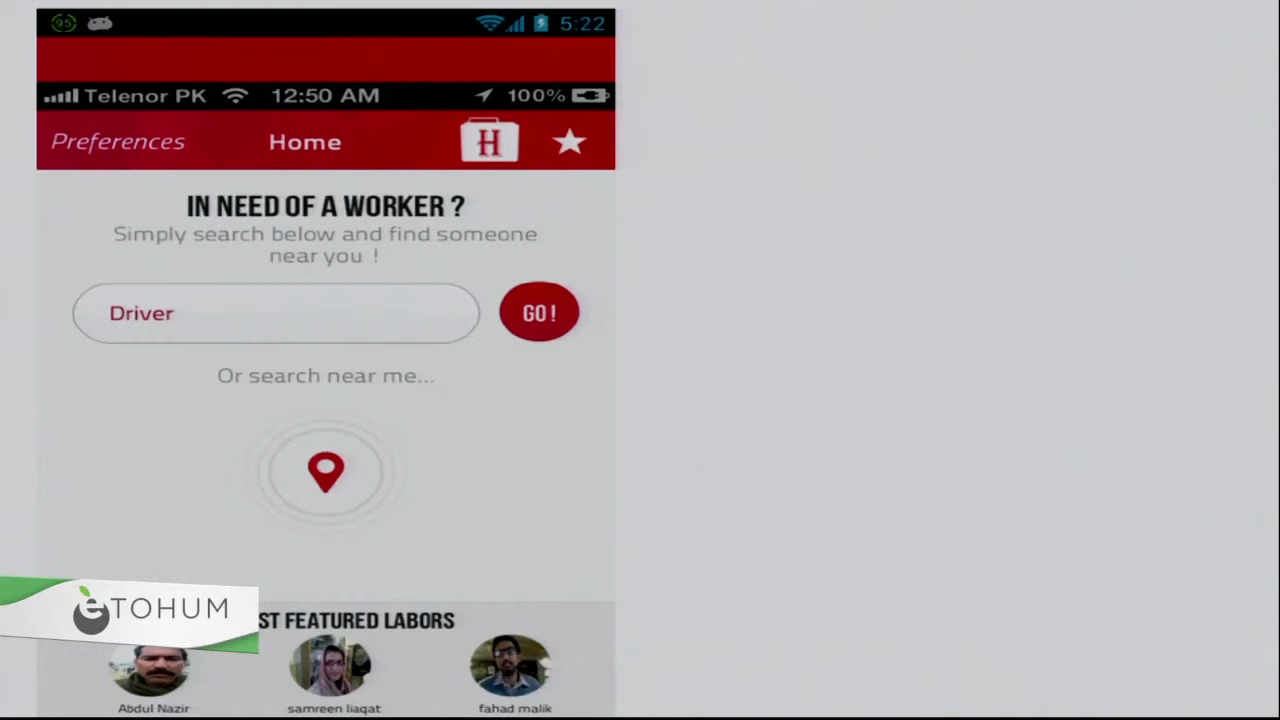 95 5:22
Telenor PK 12:50 AM 100%
Preferences Home H
IN NEED OF A WORKER ?
Simply search below and find someone
near you !
Driver GO!
Or search near me...
eTOHUM
FEATURED LABORS
Abdul Nazir samreen liaqat fahad malik